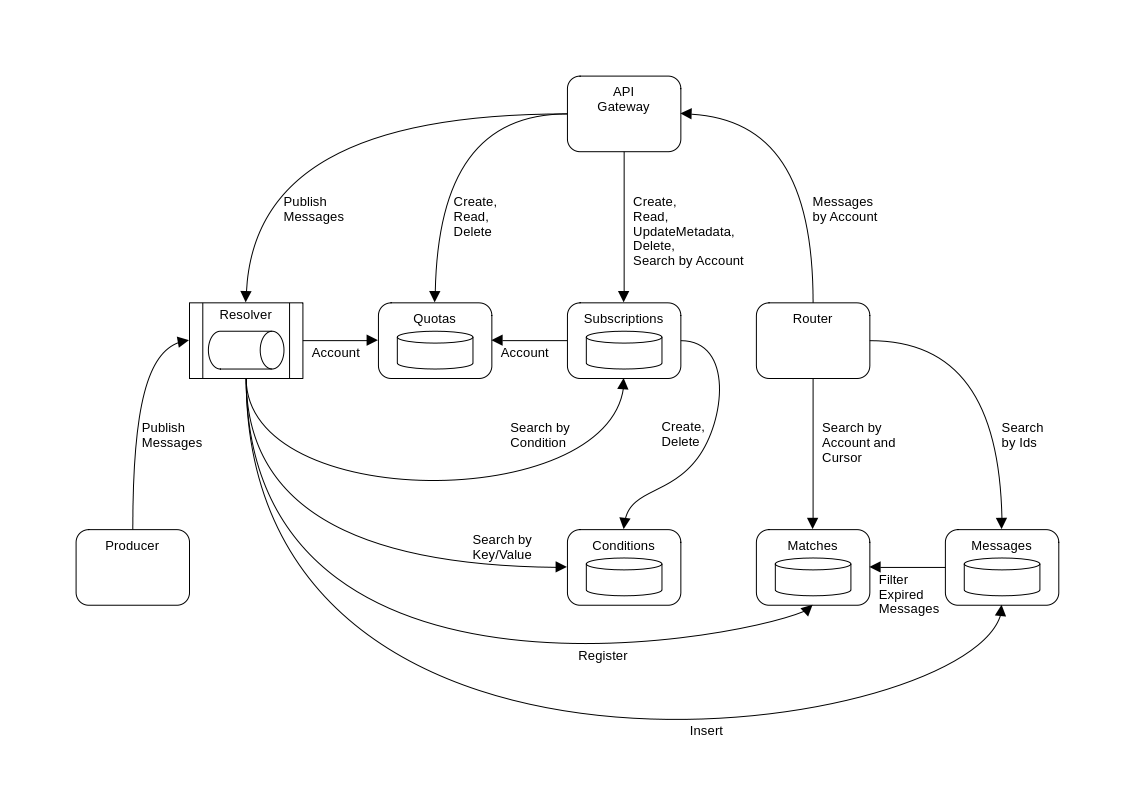 API
Gateway
Publish
Messages
Create,
Read,
Delete
Create,
Read,
UpdateMetadata,
Delete,
Search by Account
Messages
by Account
Resolver
Quotas
Subscriptions
Router
Account
Account
Publish
Messages
Search by
Condition
Create,
Delete
Search by
Account and
Cursor
Search
by Ids
Producer
Search by
Key/Value
Conditions
Matches
Messages
Filter
Expired
Messages
Register
Insert